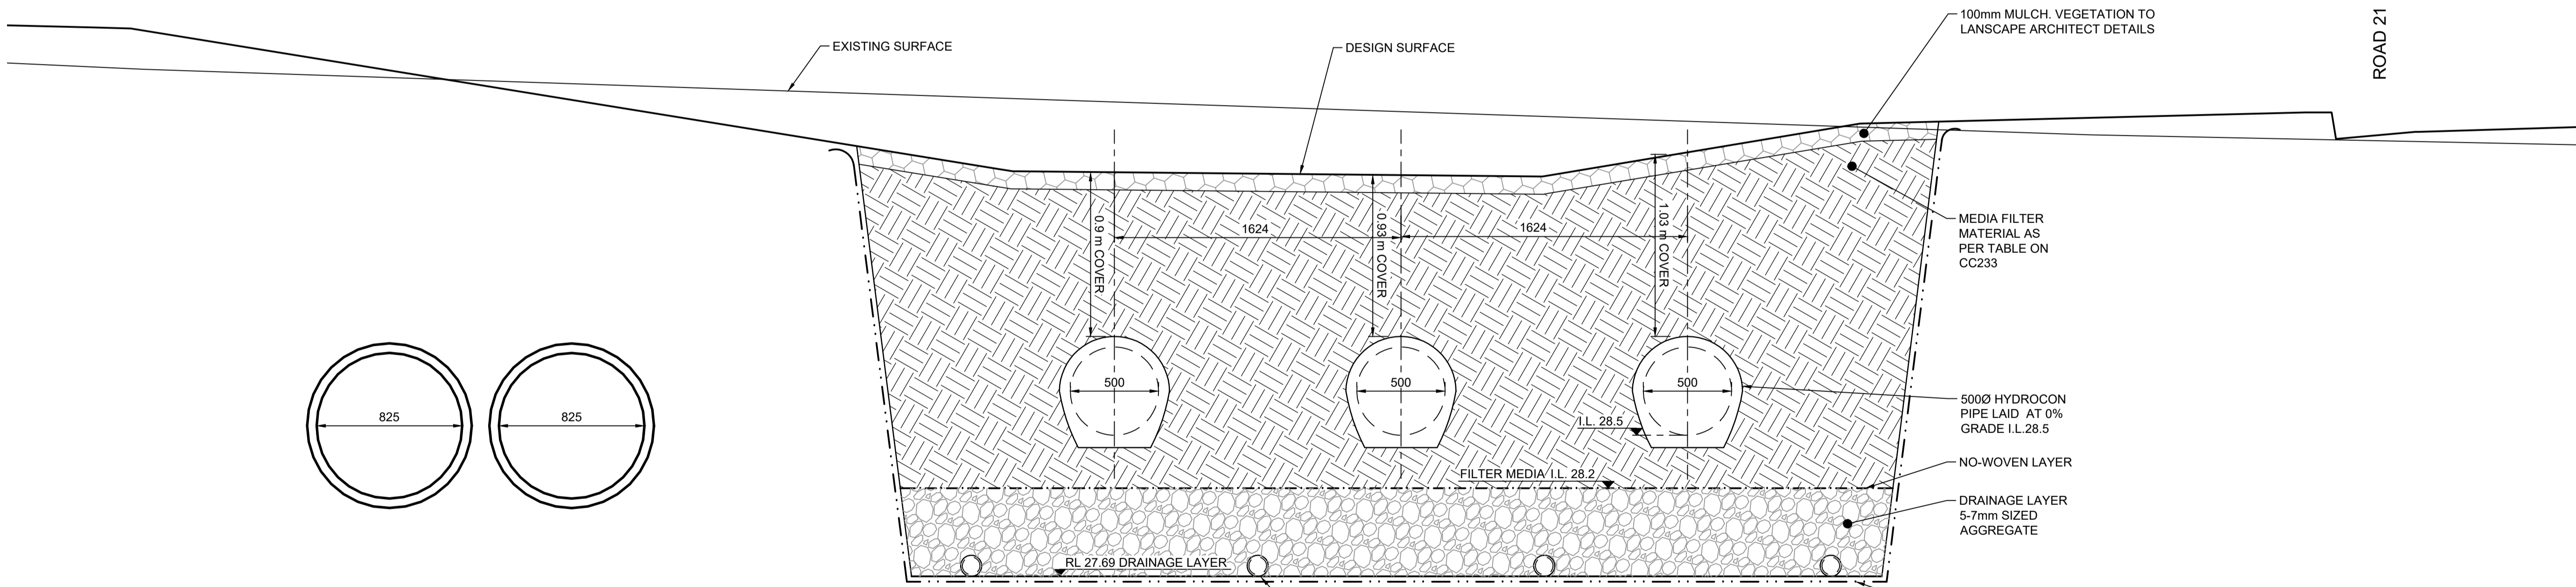 100mm MULCH. VEGETATION TO
LANSCAPE ARCHITECT DETAILS
ROAD 21
EXISTING SURFACE
DESIGN SURFACE
MEDIA FILTER
MATERIAL AS
PER TABLE ON
CC233
1624
1624
0.9 m COVER
0.93 m COVER
1.03 m COVER
825
825
500
500
500
500Ø HYDROCON
PIPE LAID AT 0%
GRADE I.L.28.5
I.L. 28.5
NO-WOVEN LAYER
FILTER MEDIA I.L. 28.2
DRAINAGE LAYER
5-7mm SIZED
AGGREGATE
RL 27.69 DRAINAGE LAYER